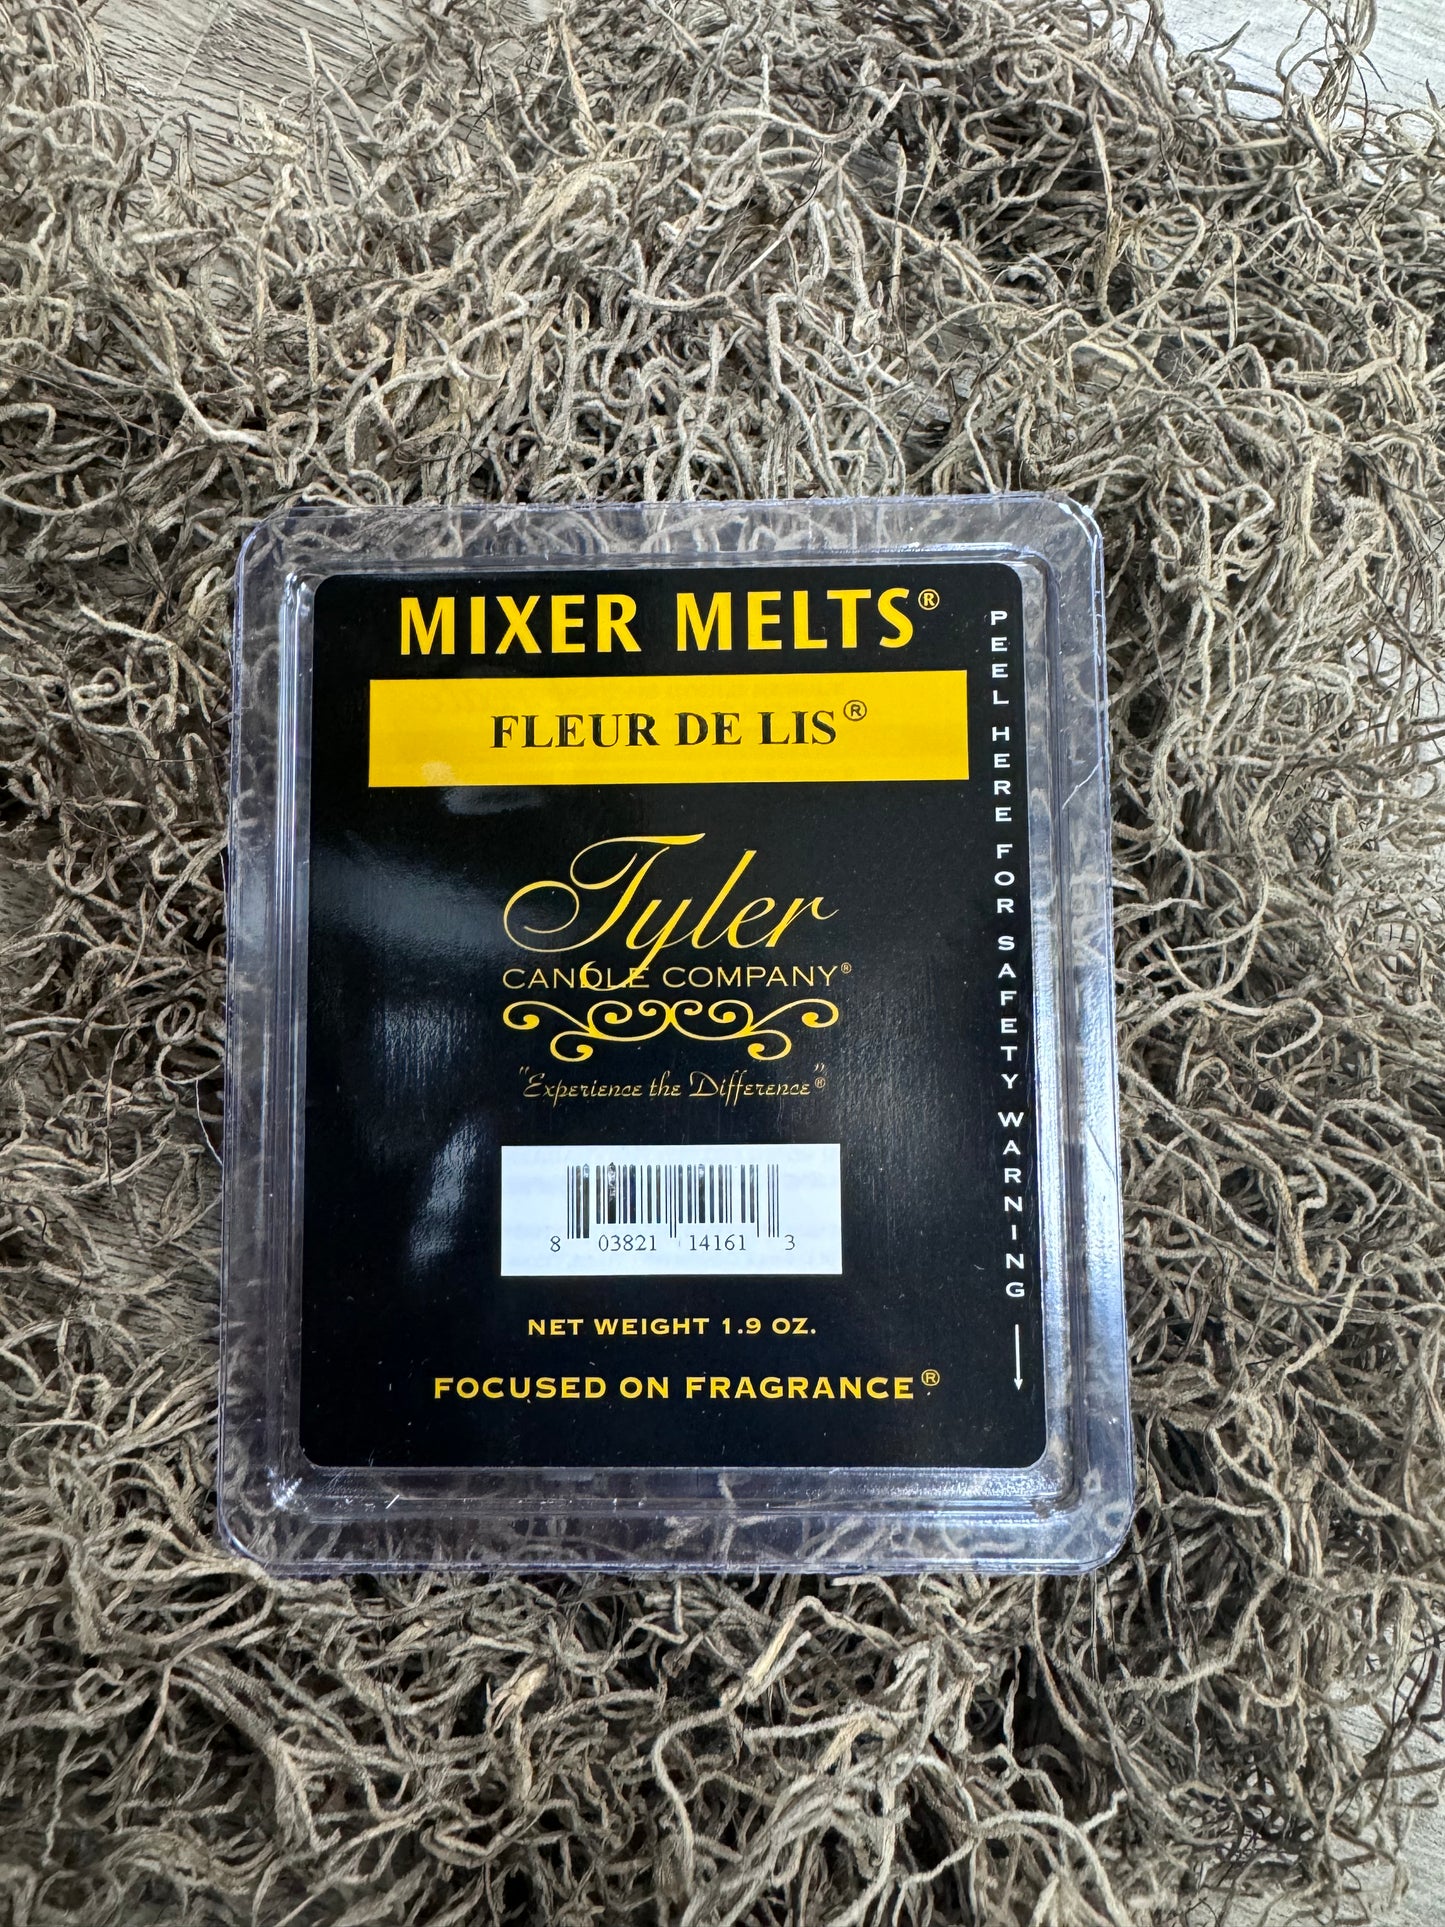 MIXER MELTS®
FLEUR DE LIS®
Tyler
CANDLE COMPANY®
"Experience the Difference"®
8 03821 14161 3
NET WEIGHT 1.9 OZ.
FOCUSED ON FRAGRANCE®
PEEL HERE FOR SAFETY WARNING